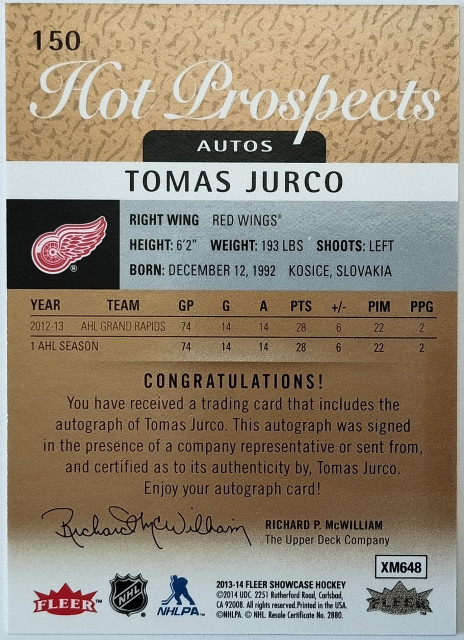 150
Hot Prospects
AUTOS
TOMAS JURCO
RIGHT WING RED WINGS®
HEIGHT: 6'2" WEIGHT: 193 LBS SHOOTS: LEFT
BORN: DECEMBER 12, 1992 KOSICE, SLOVAKIA
YEAR TEAM GP G A PTS +/- PIM PPG
2012-13 AHL GRAND RAPIDS 74 14 14 28 6 22 2
1 AHL SEASON 74 14 14 28 6 22 2
CONGRATULATIONS!
You have received a trading card that includes the
autograph of Tomas Jurco. This autograph was signed
in the presence of a company representative or sent from,
and certified as to its authenticity by, Tomas Jurco.
Enjoy your autograph card!
Richard McWilliam
RICHARD P. McWILLIAM
The Upper Deck Company
XM648
FLEER
NHL
NHLPA
2013-14 FLEER SHOWCASE HOCKEY
©2014 UDC, 2251 Rutherford Road, Carlsbad,
CA 92008. All rights reserved. Printed in the USA.
©NHLPA. NHL Resale Certificate No. 2880.
FLEER